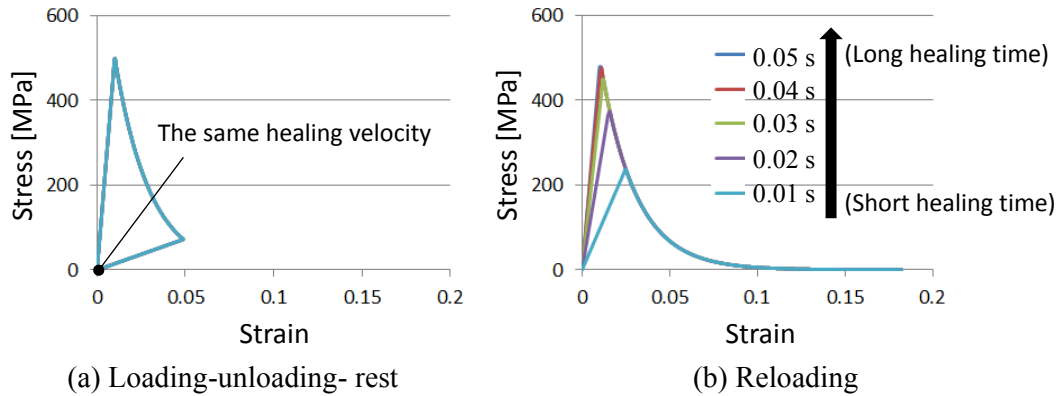 600
400
200
0
Stress [MPa]
The same healing velocity
0
0.05
0.1
0.15
0.2
Strain
(a) Loading-unloading- rest
600
400
200
0
Stress [MPa]
0.05 s
0.04 s
0.03 s
0.02 s
0.01 s
(Long healing time)
(Short healing time)
0
0.05
0.1
0.15
0.2
Strain
(b) Reloading